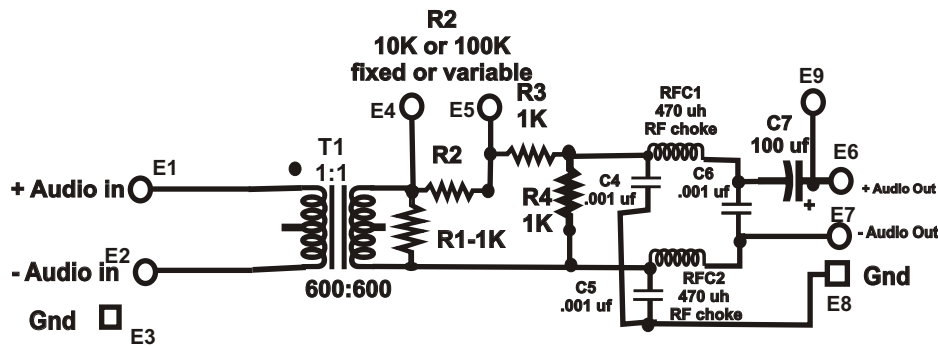 R2
10K or 100K
fixed or variable
E4
E5
R3
1K
RFC1
470 uh
RF choke
E9
C7
100 uf
T1
1:1
E1
R2
+ Audio in
R4
1K
C4
.001 uf
C6
.001 uf
E6
+ Audio Out
+
E7
- Audio Out
R1-1K
- Audio in
E2
600:600
C5
.001 uf
RFC2
470 uh
RF choke
Gnd
E8
Gnd
E3